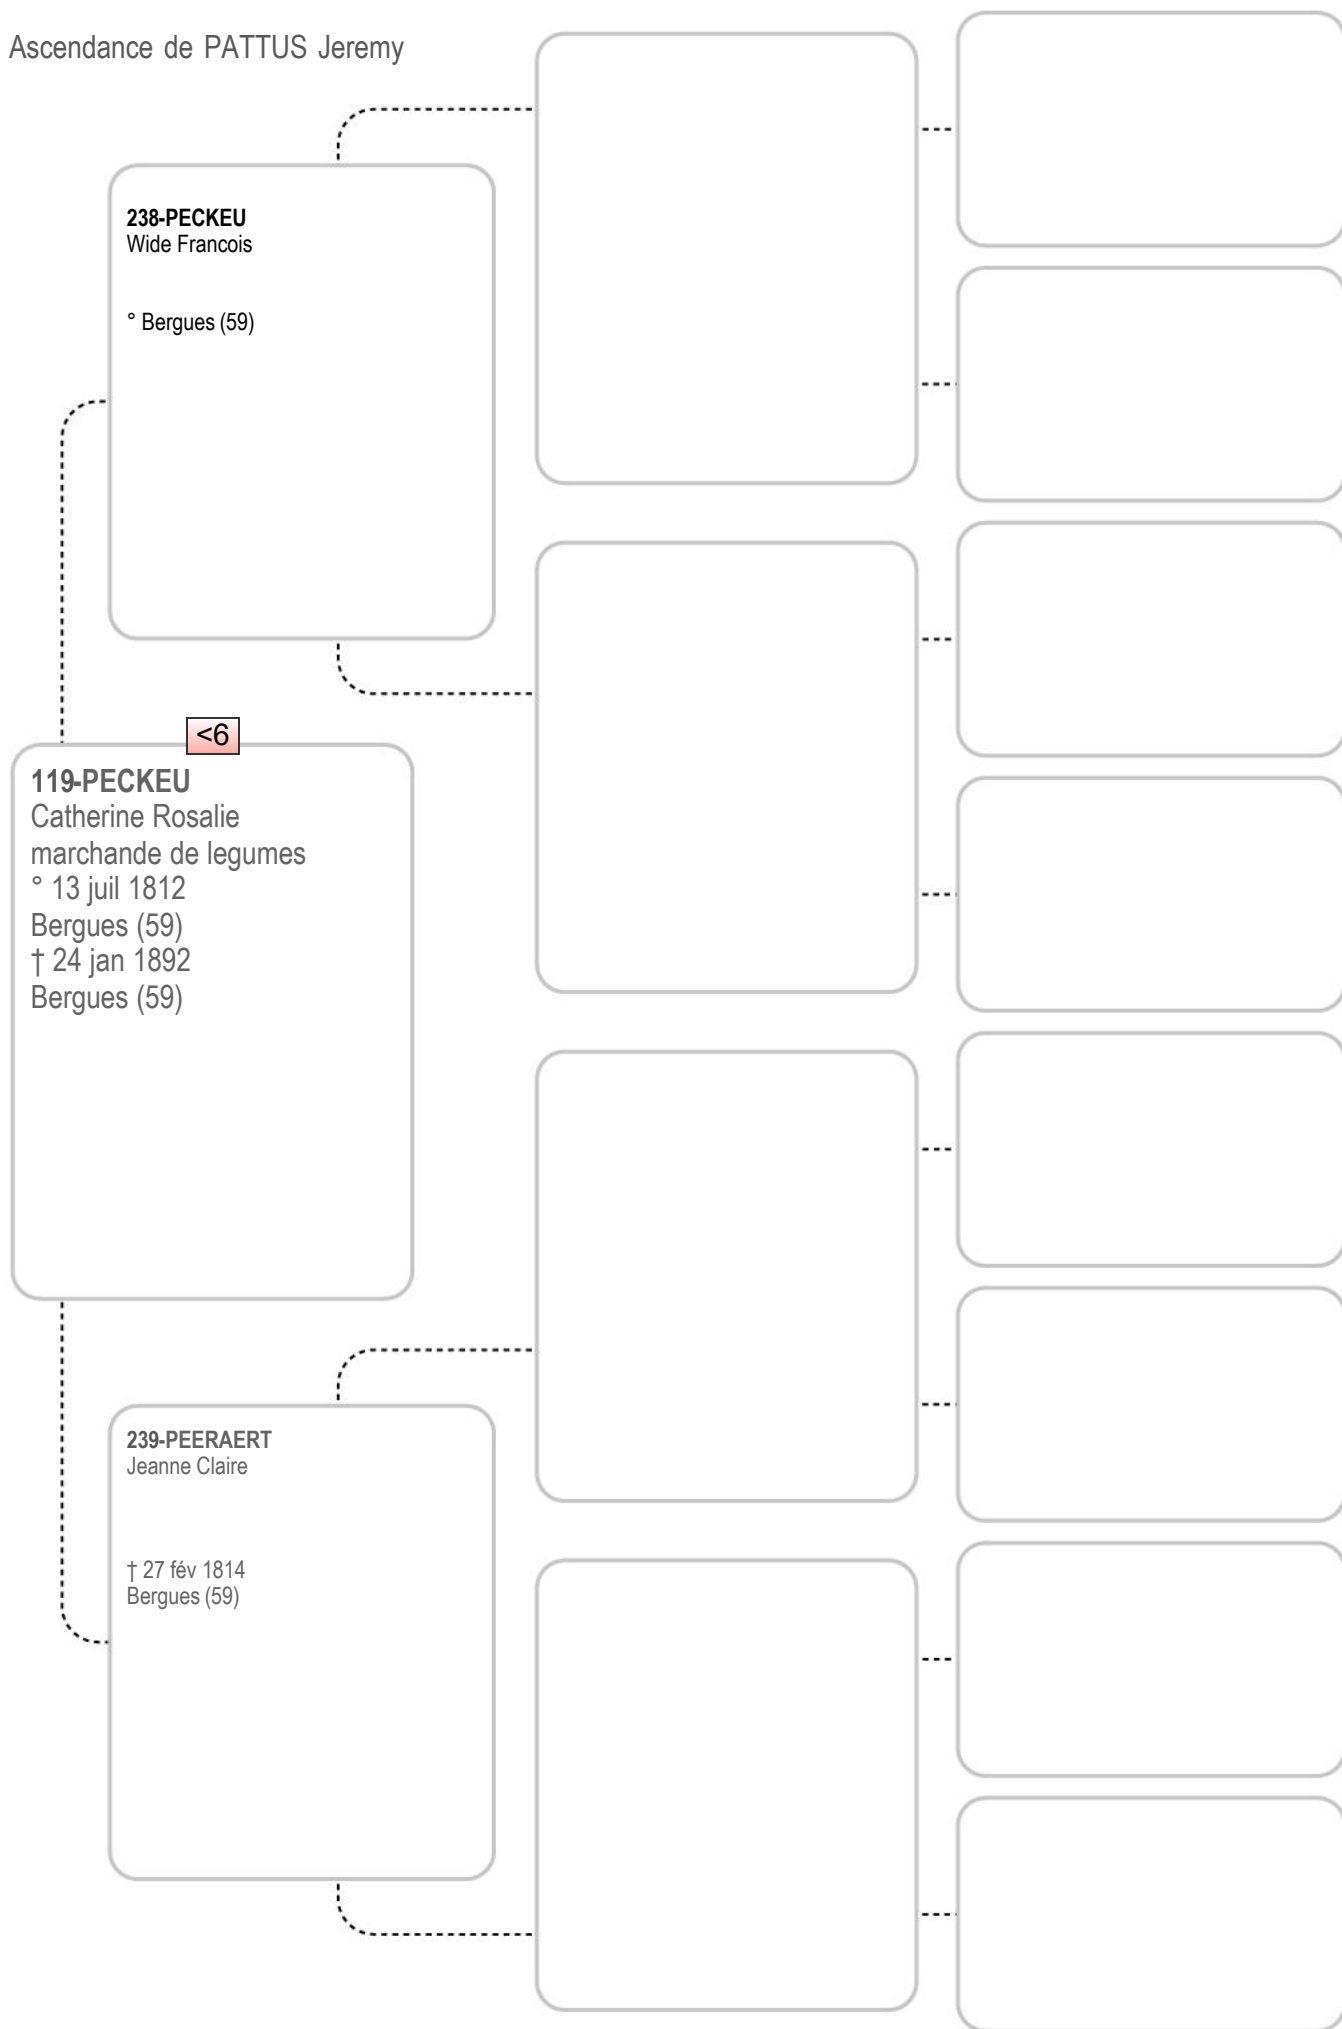 Ascendance de PATTUS Jeremy
238-PECKEU
Wide Francois
° Bergues (59)
<6
119-PECKEU
Catherine Rosalie
marchande de legumes
° 13 juil 1812
Bergues (59)
† 24 jan 1892
Bergues (59)
239-PEERAERT
Jeanne Claire
† 27 fév 1814
Bergues (59)